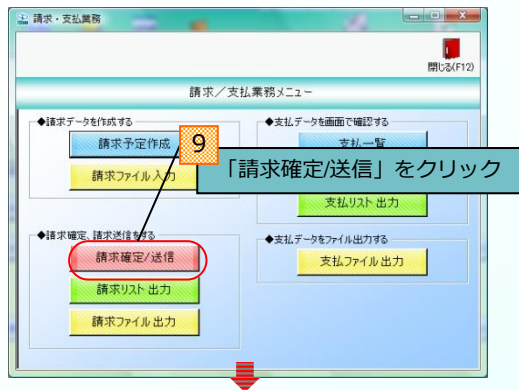 請求・支払業務
閉じる(F12)
請求／支払業務メニュー
◆請求データを作成する
請求予定作成
請求ファイル入力
◆支払データを画面で確認する
支払一覧
9
「請求確定/送信」をクリック
支払リスト出力
◆請求確定、請求送信をする
請求確定/送信
請求リスト出力
請求ファイル出力
◆支払データをファイル出力する
支払ファイル出力